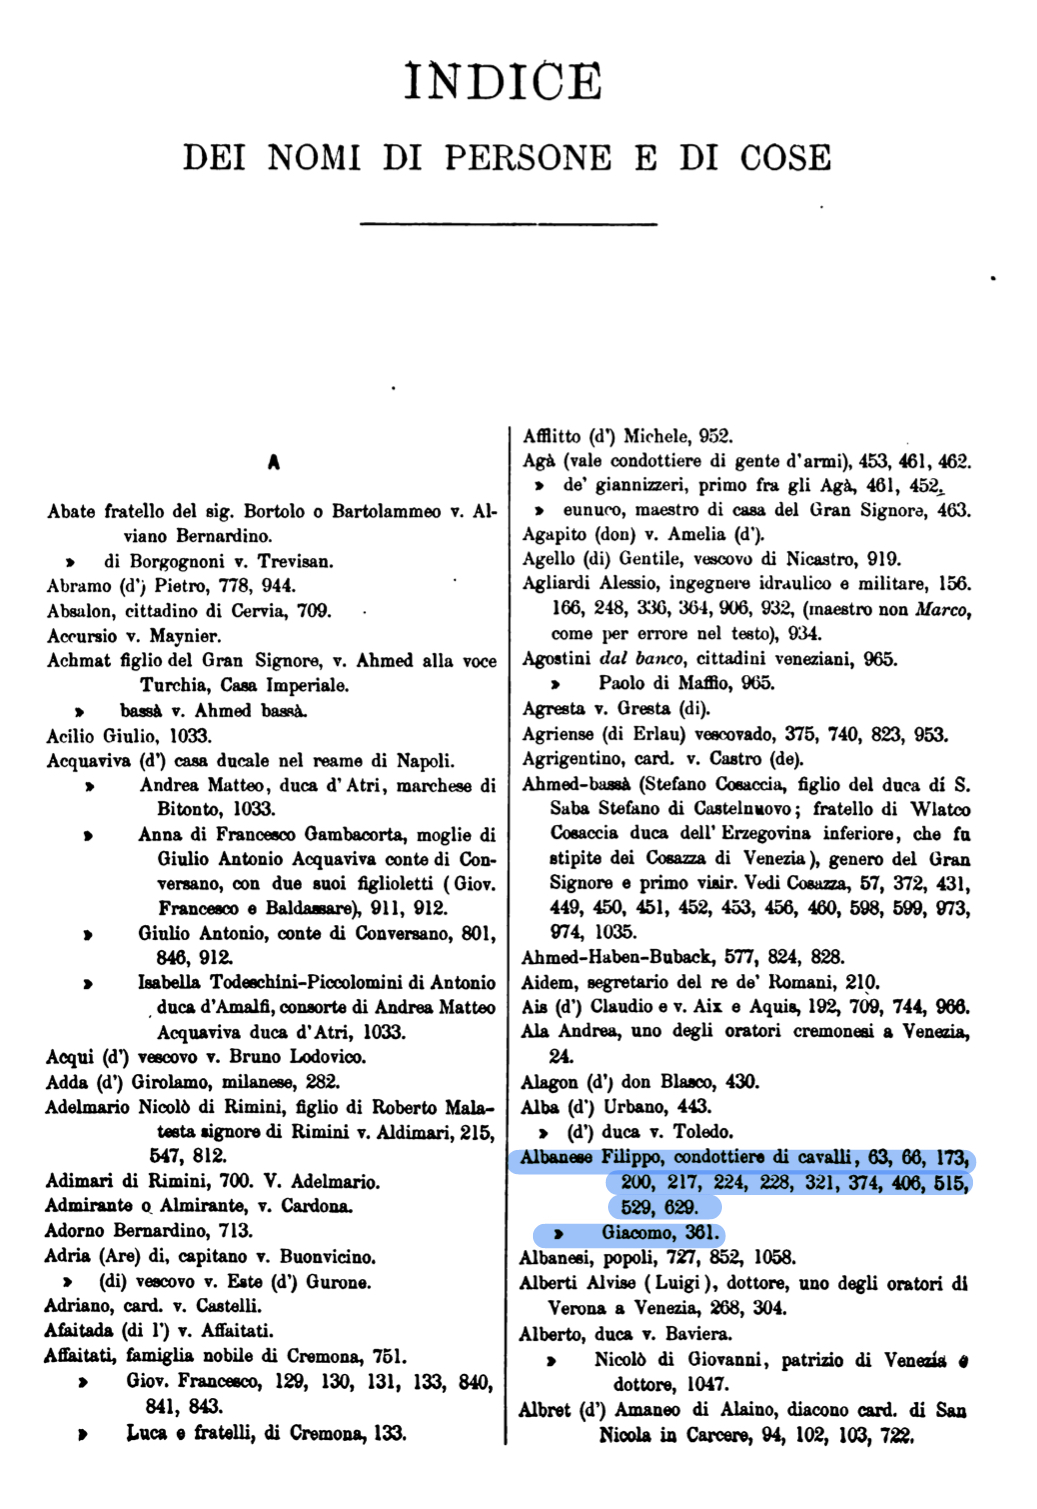 INDICE
DEI NOMI DI PERSONE E DI COSE
A
Abate fratello del sig. Bortolo o Bartolammeo v. Al-
viano Bernardino.
» di Borgognoni v. Trevisan.
Abramo (d') Pietro, 778, 944.
Absalon, cittadino di Cervia, 709.
Accursio v. Maynier.
Achmat figlio del Gran Signore, v. Ahmed alla voce
Turchia, Casa Imperiale.
» bassà v. Ahmed bassà.
Acilio Giulio, 1033.
Acquaviva (d') casa ducale nel reame di Napoli.
» Andrea Matteo, duca d' Atri, marchese di
Bitonto, 1033.
» Anna di Francesco Gambacorta, moglie di
Giulio Antonio Acquaviva conte di Con-
versano, con due suoi figlioletti (Giov.
Francesco e Baldassare), 911, 912.
» Giulio Antonio, conte di Conversano, 801,
846, 912.
» Isabella Todeschini-Piccolomini di Antonio
duca d'Amalfi, consorte di Andrea Matteo
Acquaviva duca d' Atri, 1033.
Acqui (d') vescovo v. Bruno Lodovico.
Adda (d') Girolamo, milanese, 282.
Adelmario Nicolò di Rimini, figlio di Roberto Mala-
testa signore di Rimini v. Aldimari, 215,
547, 812.
Adimari di Rimini, 700. V. Adelmario.
Admirante o Almirante, v. Cardona.
Adorno Bernardino, 713.
Adria (Are) di, capitano v. Buonvicino.
» (di) vescovo v. Este (d') Gurone.
Adriano, card. v. Castelli.
Afaitada (di l') v. Affaitati.
Affaitati, famiglia nobile di Cremona, 751.
» Giov. Francesco, 129, 130, 131, 133, 840,
841, 843.
» Luca e fratelli, di Cremona, 133.
Afflitto (d') Michele, 952.
Agà (vale condottiere di gente d'armi), 453, 461, 462.
» de' giannizzeri, primo fra gli Agà, 461, 452.
» eunuco, maestro di casa del Gran Signore, 463.
Agapito (don) v. Amelia (d').
Agello (di) Gentile, vescovo di Nicastro, 919.
Agliardi Alessio, ingegnere idraulico e militare, 156.
166, 248, 336, 364, 906, 932, (maestro non Marco,
come per errore nel testo), 934.
Agostini dal banco, cittadini veneziani, 965.
» Paolo di Maffio, 965.
Agresta v. Gresta (di).
Agriense (di Erlau) vescovado, 375, 740, 823, 953.
Agrigentino, card. v. Castro (de).
Ahmed-bassà (Stefano Cosaccia, figlio del duca di S.
Saba Stefano di Castelnuovo; fratello di Wlatco
Cosaccia duca dell' Erzegovina inferiore, che fu
stipite dei Cosazza di Venezia), genero del Gran
Signore e primo visir. Vedi Cosazza, 57, 372, 431,
449, 450, 451, 452, 453, 456, 460, 598, 599, 973,
974, 1035.
Ahmed-Haben-Buback, 577, 824, 828.
Aidem, segretario del re de' Romani, 210.
Ais (d') Claudio e v. Aix e Aquis, 192, 709, 744, 966.
Ala Andrea, uno degli oratori cremonesi a Venezia,
24.
Alagon (d') don Blasco, 430.
Alba (d') Urbano, 443.
» (d') duca v. Toledo.
Albanese Filippo, condottiere di cavalli, 63, 66, 173,
200, 217, 224, 228, 321, 374, 406, 515,
529, 629.
» Giacomo, 361.
Albanesi, popoli, 727, 852, 1058.
Alberti Alvise (Luigi), dottore, uno degli oratori di
Verona a Venezia, 268, 304.
Alberto, duca v. Baviera.
» Nicolò di Giovanni, patrizio di Venezia e
dottore, 1047.
Albret (d') Amaneo di Alaino, diacono card. di San
Nicola in Carcere, 94, 102, 103, 722.